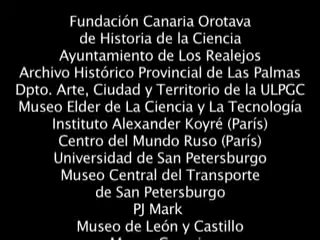 Fundación Canaria Orotava
de Historia de la Ciencia
Ayuntamiento de Los Realejos
Archivo Histórico Provincial de Las Palmas
Dpto. Arte, Ciudad y Territorio de la ULPGC
Museo Elder de La Ciencia y La Tecnología
Instituto Alexander Koyré (París)
Centro del Mundo Ruso (París)
Universidad de San Petersburgo
Museo Central del Transporte
de San Petersburgo
PJ Mark
Museo de León y Castillo